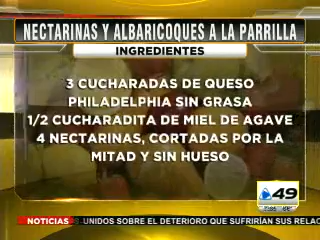 NECTARINAS Y ALBARICOQUES A LA PARRILLA
INGREDIENTES
3 CUCHARADAS DE QUESO
PHILADELPHIA SIN GRASA
1/2 CUCHARADITA DE MIEL DE AGAVE
4 NECTARINAS, CORTADAS POR LA
MITAD Y SIN HUESO
49
NOTICIAS
-UNIDOS SOBRE EL DETERIORO QUE SUFRIRÍAN SUS RELAC